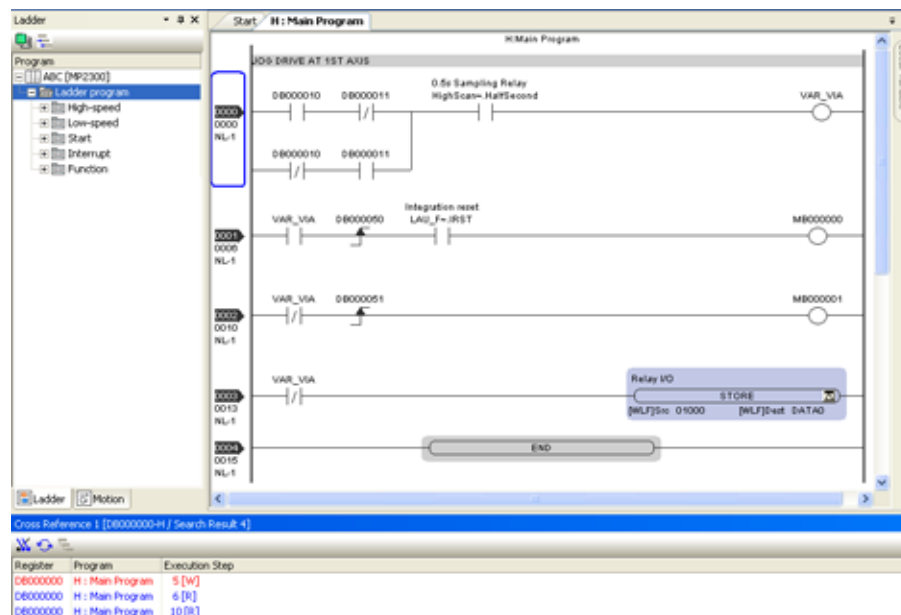 Ladder
Start H : Main Program
H:Main Program
Program
ABC [MP2300]
Ladder program
High-speed
Low-speed
Start
Interrupt
Function
JOG DRIVE AT 1ST AXIS
0.5s Sampling Relay
DB000010 DB000011 HighScan~.HalfSecond VAR_VIA
0000
0000
NL-1
DB000010 DB000011
Integration reset
VAR_VIA DB000050 LAU_F~.IRST MB000000
0001
0006
NL-1
VAR_VIA DB000051 MB000001
0002
0010
NL-1
VAR_VIA
Relay I/O
0003 STORE
0013 [WLF]Src 01000 [WLF]Dest DATA0
NL-1
0004 END
0015
NL-1
Ladder Motion
Cross Reference 1 [DB000000-H / Search Result 4]
Register Program Execution Step
DB000000 H : Main Program 5 [W]
DB000000 H : Main Program 6 [R]
DB000000 H : Main Program 10 [R]